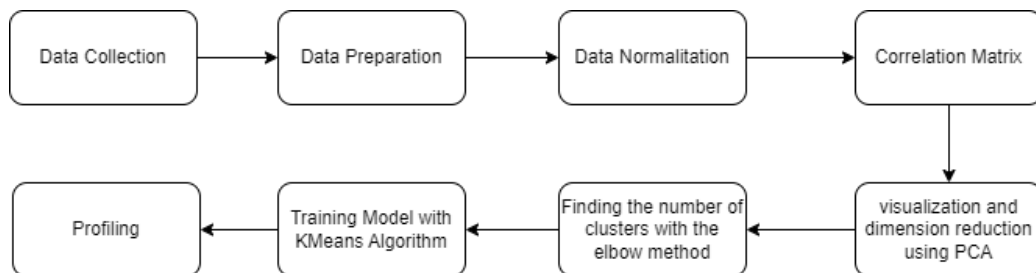 Data Collection
Data Preparation
Data Normalitation
Correlation Matrix
visualization and
dimension reduction
using PCA
Finding the number of
clusters with the
elbow method
Training Model with
KMeans Algorithm
Profiling